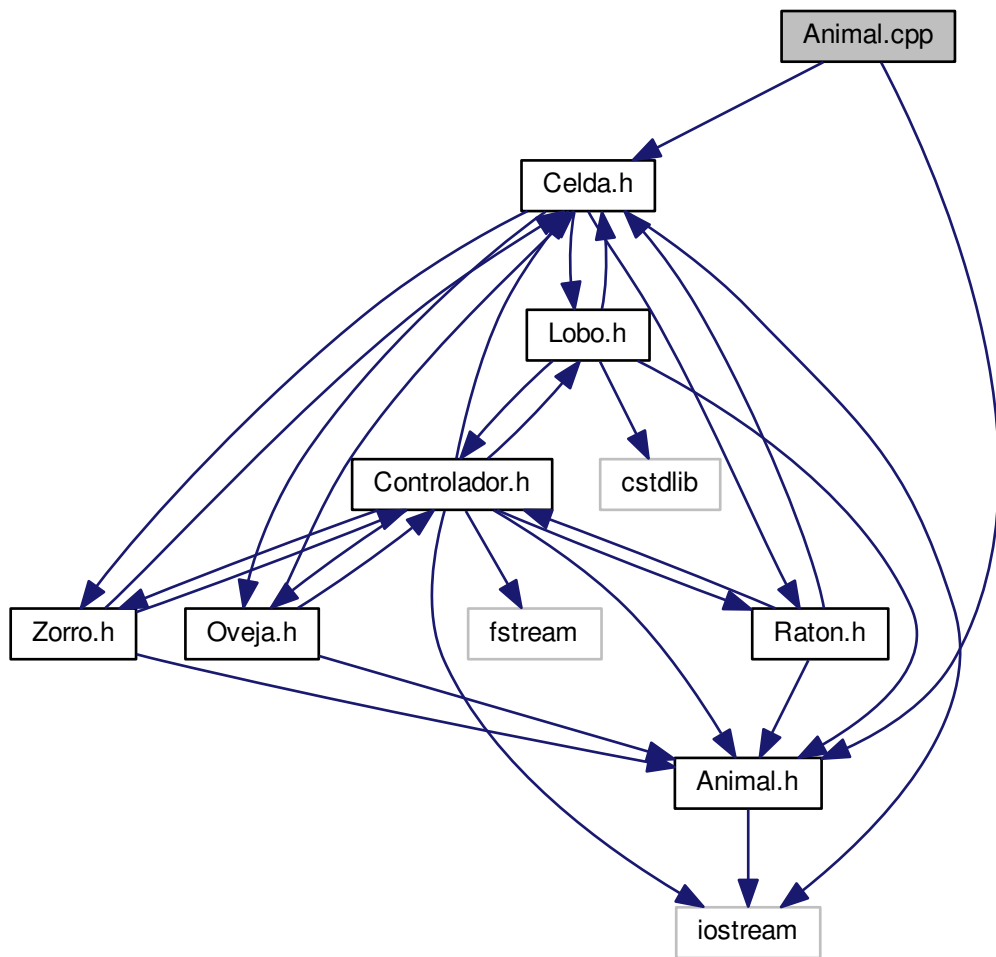 Animal.cpp
Celda.h
Lobo.h
Controlador.h
cstdlib
Zorro.h
Oveja.h
fstream
Raton.h
Animal.h
iostream